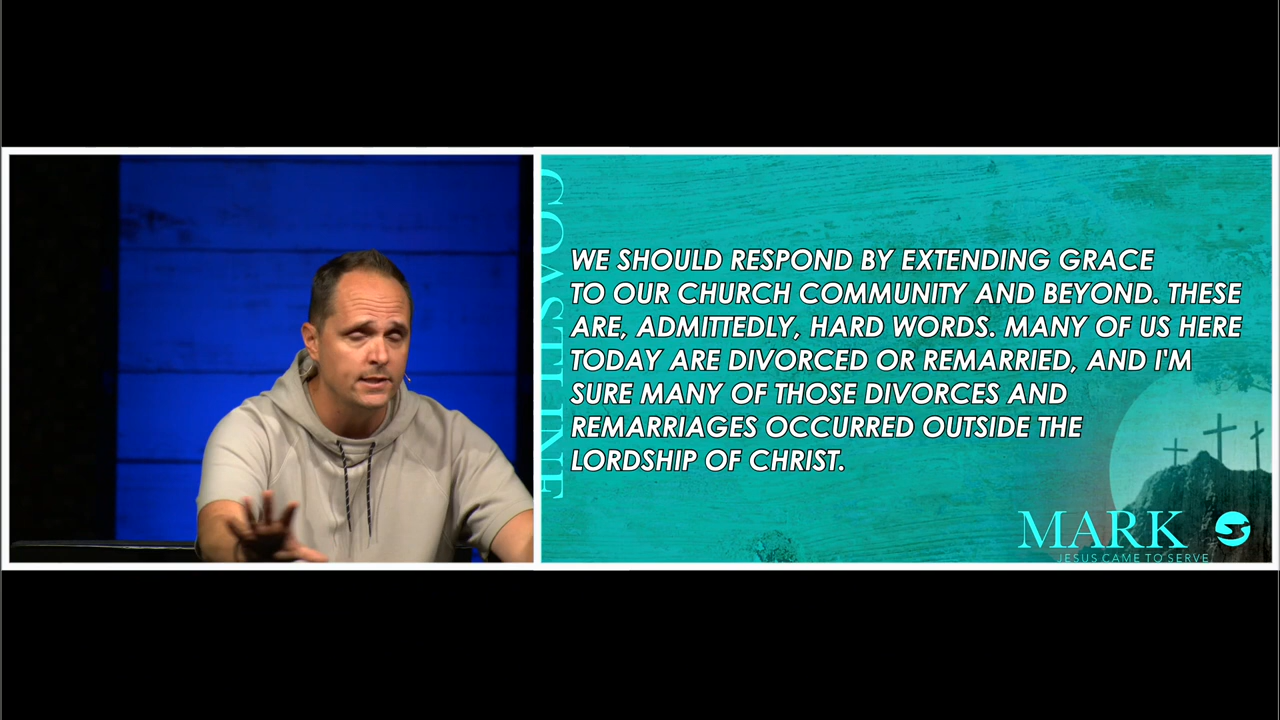 COASTLINE
WE SHOULD RESPOND BY EXTENDING GRACE
TO OUR CHURCH COMMUNITY AND BEYOND. THESE
ARE, ADMITTEDLY, HARD WORDS. MANY OF US HERE
TODAY ARE DIVORCED OR REMARRIED, AND I'M
SURE MANY OF THOSE DIVORCES AND
REMARRIAGES OCCURRED OUTSIDE THE
LORDSHIP OF CHRIST.
MARK
JESUS CAME TO SERVE